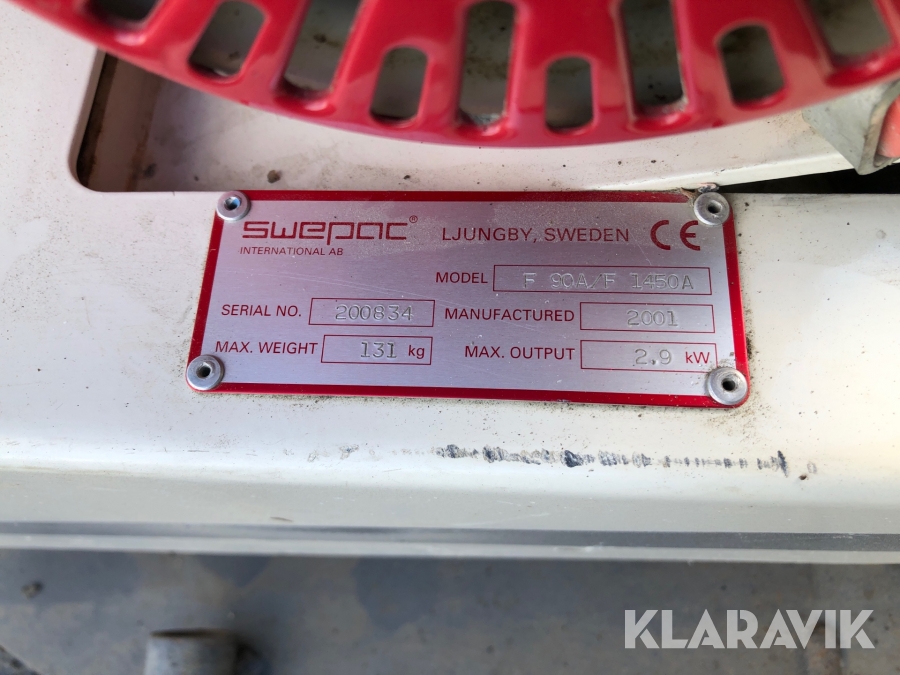 swepac® LJUNGBY, SWEDEN CE
INTERNATIONAL AB
MODEL F 90A/F 1450A
SERIAL NO. 200834 MANUFACTURED 2001
MAX. WEIGHT 131 kg MAX. OUTPUT 2.9 kW
KLARAVIK